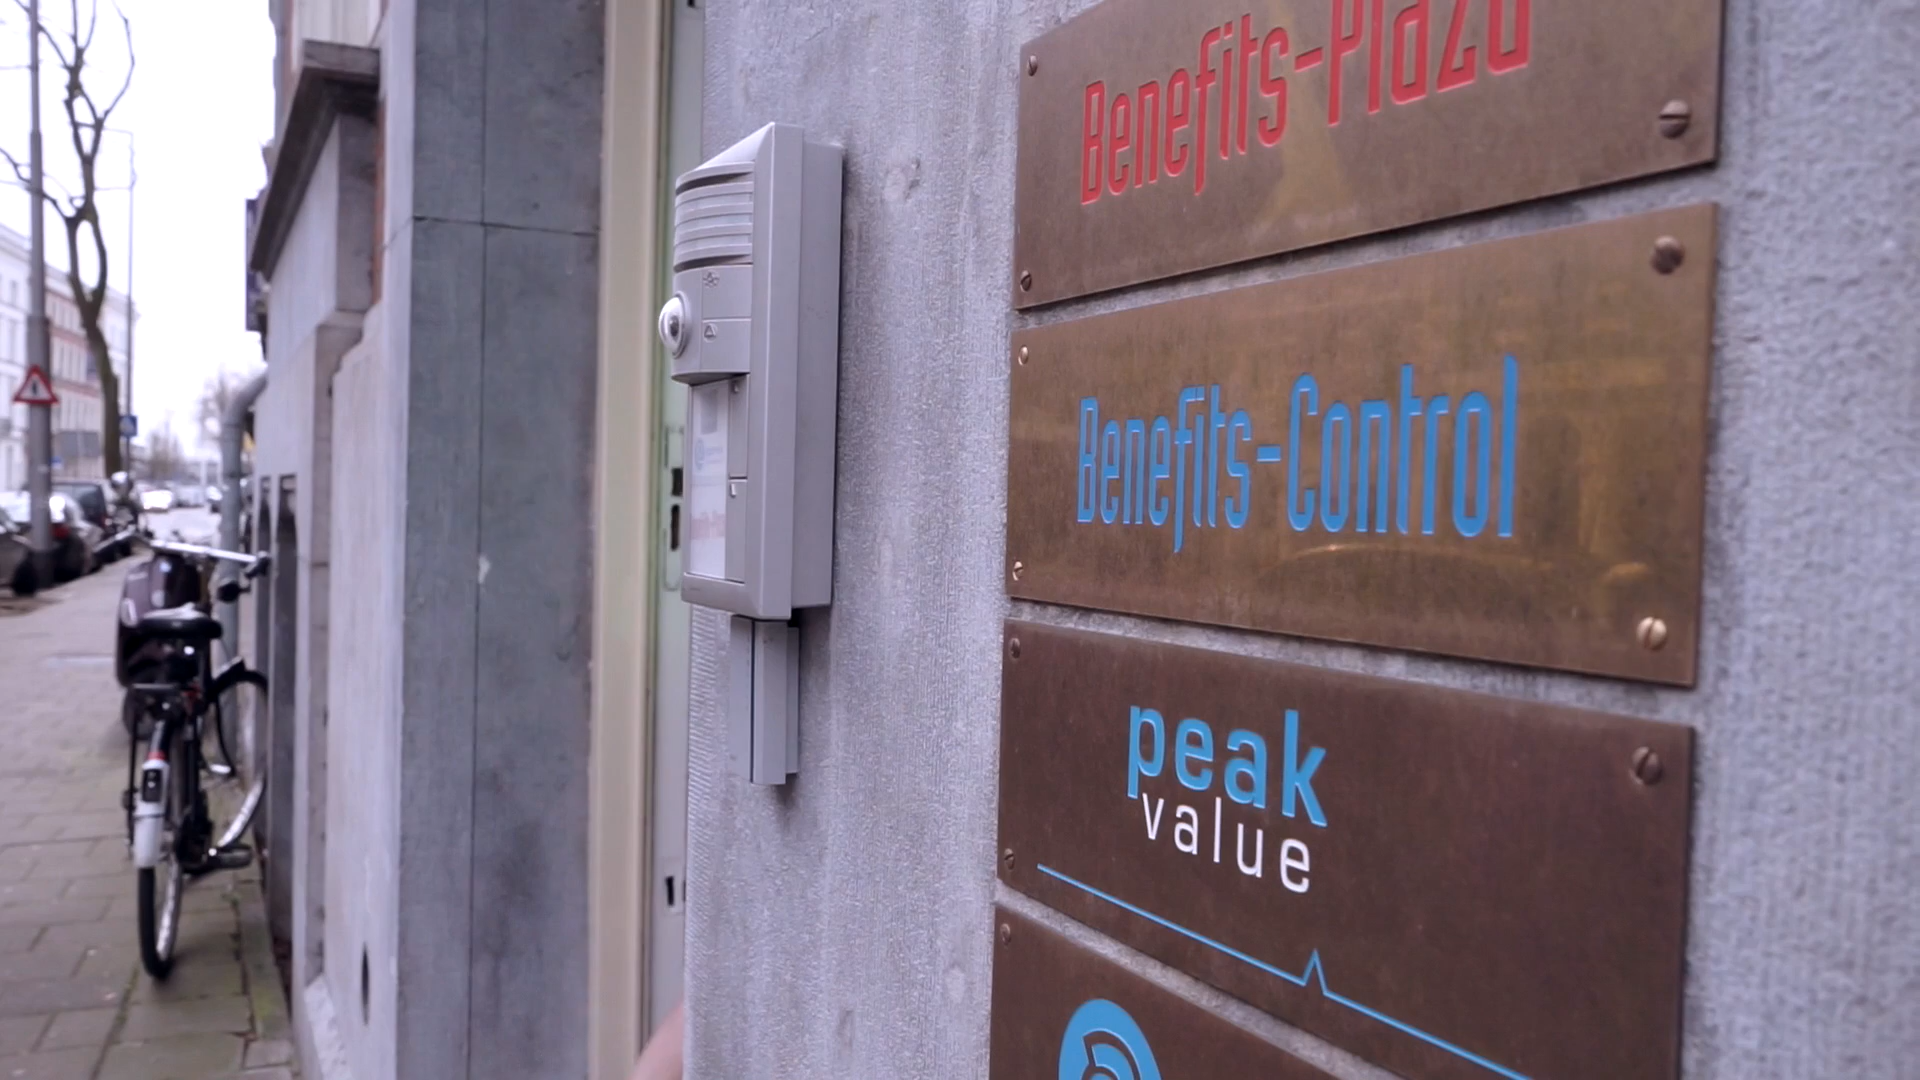 Benefits-Plaza
Benefits-Control
peak
value